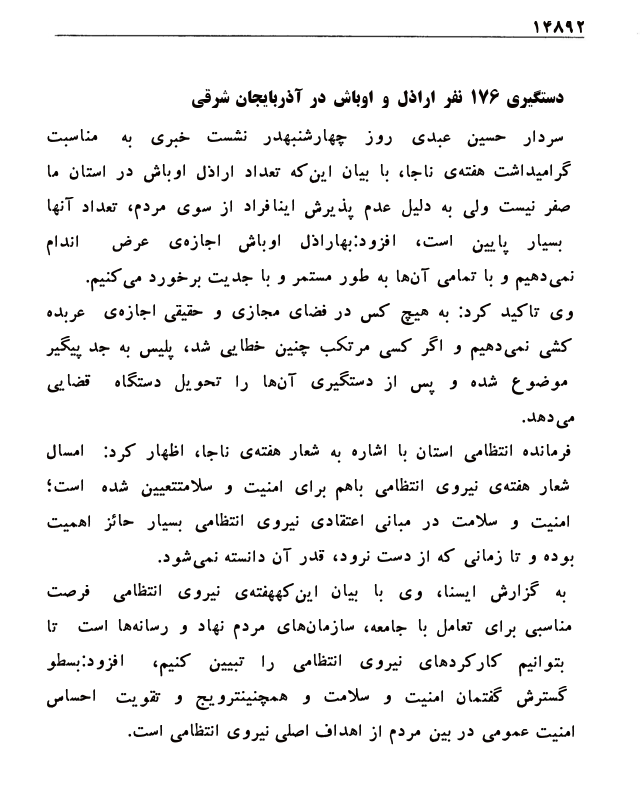 ۱۴۸۹۲
دستگیری ۱۷۶ نفر اراذل و اوباش در آذربایجان شرقی
سردار حسین عبدی روز چهارشنبهدر نشست خبری به مناسبت
گرامیداشت هفته‌ی ناجا، با بیان این‌که تعداد اراذل اوباش در استان ما
صفر نیست ولی به دلیل عدم پذیرش اینافراد از سوی مردم، تعداد آنها
بسیار پایین است، افزود:بهاراذل اوباش اجازه‌ی عرض اندام
نمی‌دهیم و با تمامی آن‌ها به طور مستمر و با جدیت برخورد می‌کنیم.
وی تاکید کرد: به هیچ کس در فضای مجازی و حقیقی اجازه‌ی عربده
کشی نمی‌دهیم و اگر کسی مرتکب چنین خطایی شد، پلیس به جد پیگیر
موضوع شده و پس از دستگیری آن‌ها را تحویل دستگاه قضایی
می‌دهد.
فرمانده انتظامی استان با اشاره به شعار هفته‌ی ناجا، اظهار کرد: امسال
شعار هفته‌ی نیروی انتظامی باهم برای امنیت و سلامتتعیین شده است؛
امنیت و سلامت در مبانی اعتقادی نیروی انتظامی بسیار حائز اهمیت
بوده و تا زمانی که از دست نرود، قدر آن دانسته نمی‌شود.
به گزارش ایسنا، وی با بیان این‌کههفته‌ی نیروی انتظامی فرصت
مناسبی برای تعامل با جامعه، سازمان‌های مردم نهاد و رسانه‌ها است تا
بتوانیم کارکردهای نیروی انتظامی را تبیین کنیم، افزود:بسطو
گسترش گفتمان امنیت و سلامت و همچنینترویج و تقویت احساس
امنیت عمومی در بین مردم از اهداف اصلی نیروی انتظامی است.